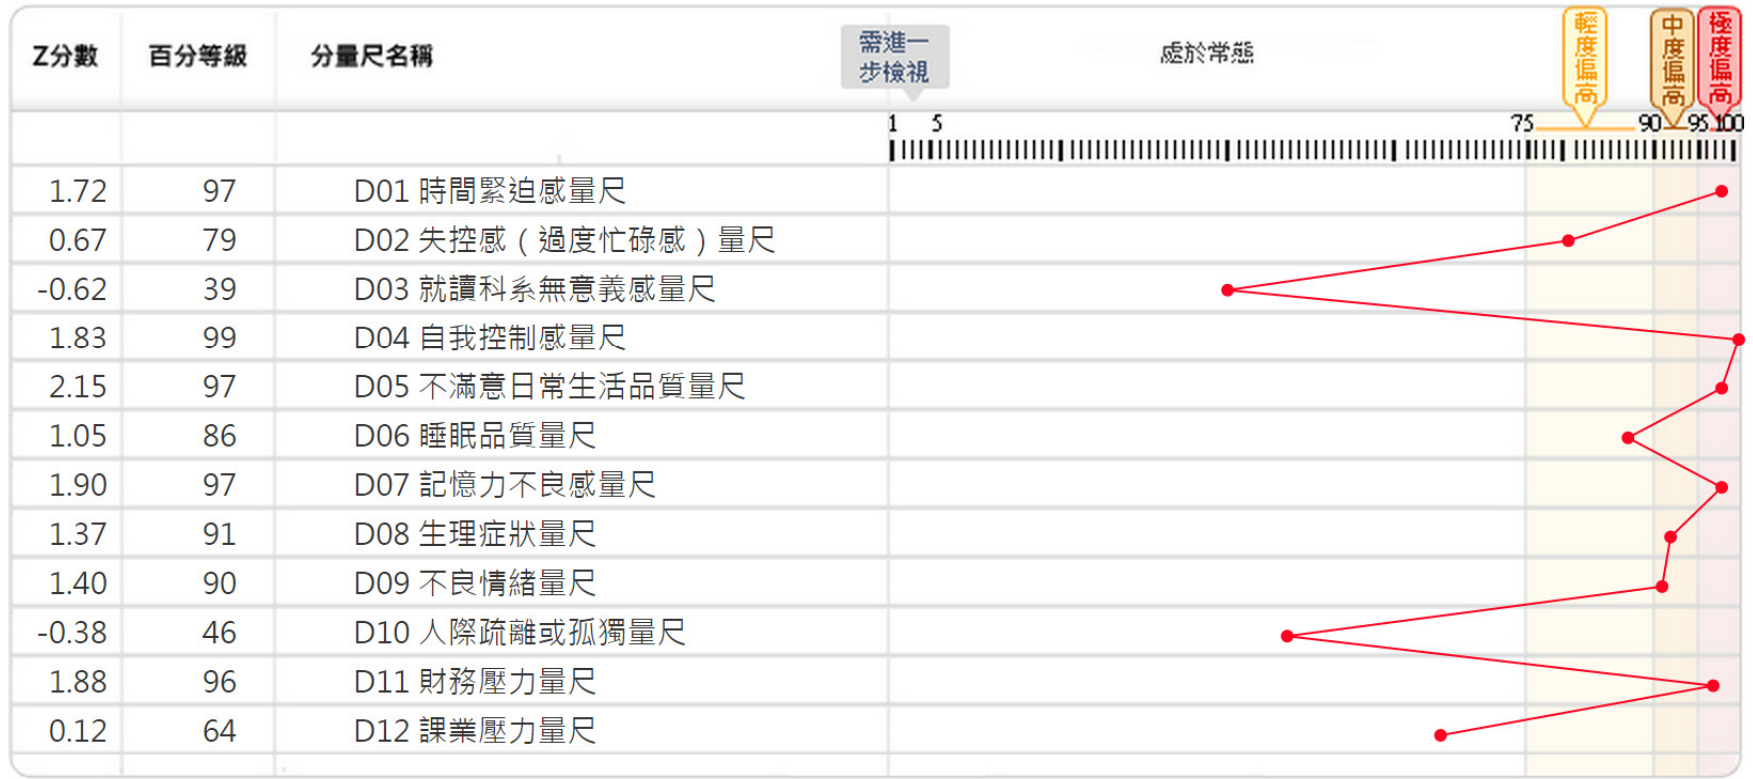 Z分數 百分等級 分量尺名稱 需進一步檢視 處於常態 輕度偏高 中度偏高 極度偏高
1 5 75 90 95 100
1.72 97 D01 時間緊迫感量尺
0.67 79 D02 失控感（過度忙碌感）量尺
-0.62 39 D03 就讀科系無意義感量尺
1.83 99 D04 自我控制感量尺
2.15 97 D05 不滿意日常生活品質量尺
1.05 86 D06 睡眠品質量尺
1.90 97 D07 記憶力不良感量尺
1.37 91 D08 生理症狀量尺
1.40 90 D09 不良情緒量尺
-0.38 46 D10 人際疏離或孤獨量尺
1.88 96 D11 財務壓力量尺
0.12 64 D12 課業壓力量尺